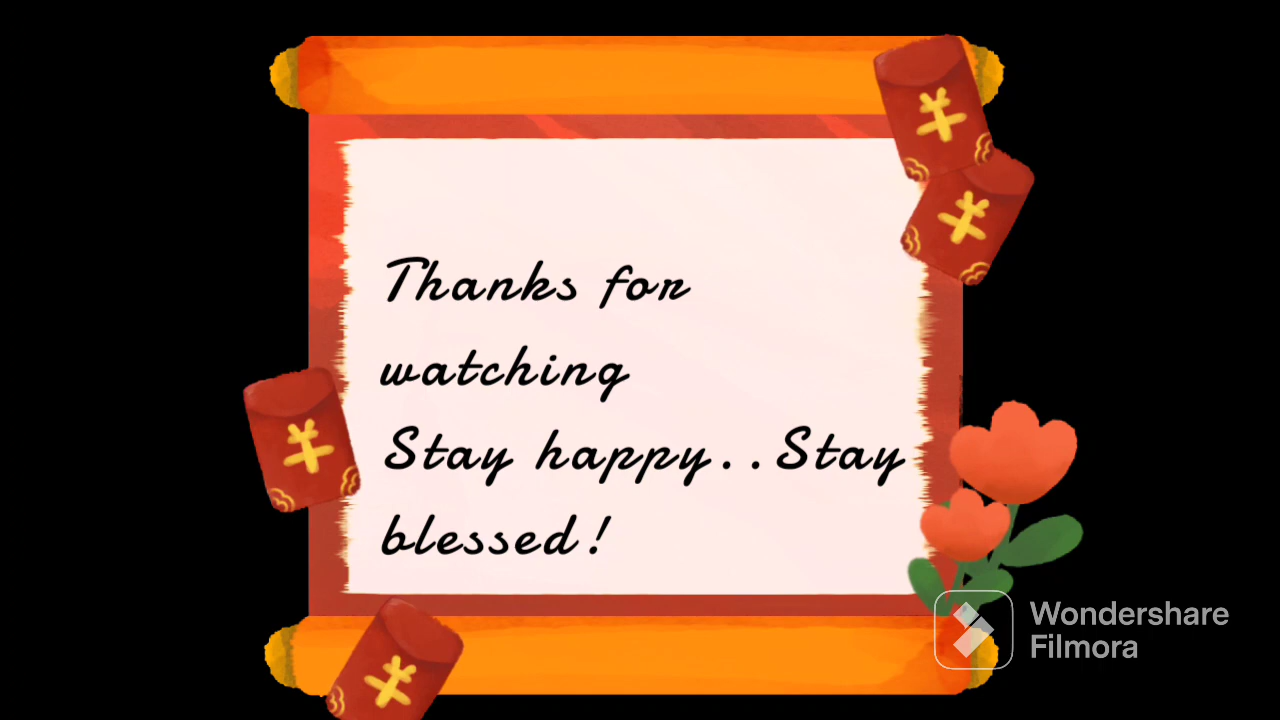 Thanks for
watching
Stay happy..Stay
blessed!
Wondershare
Filmora